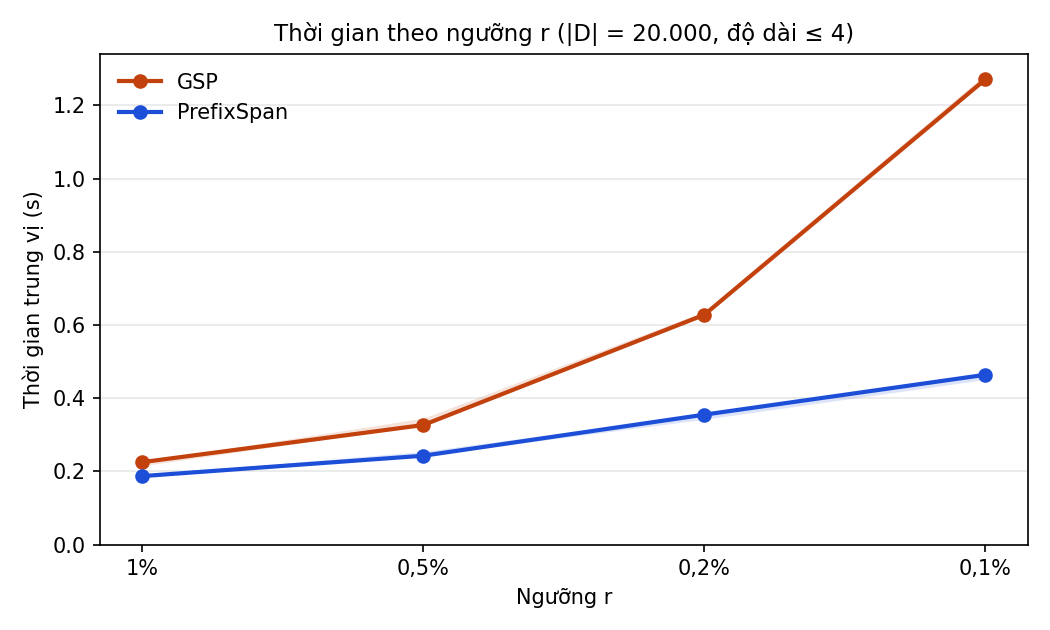 Thời gian theo ngưỡng r (|D| = 20.000, độ dài ≤ 4)
GSP
PrefixSpan
Thời gian trung vị (s)
1.2
1.0
0.8
0.6
0.4
0.2
0.0
1% 0,5% 0,2% 0,1%
Ngưỡng r